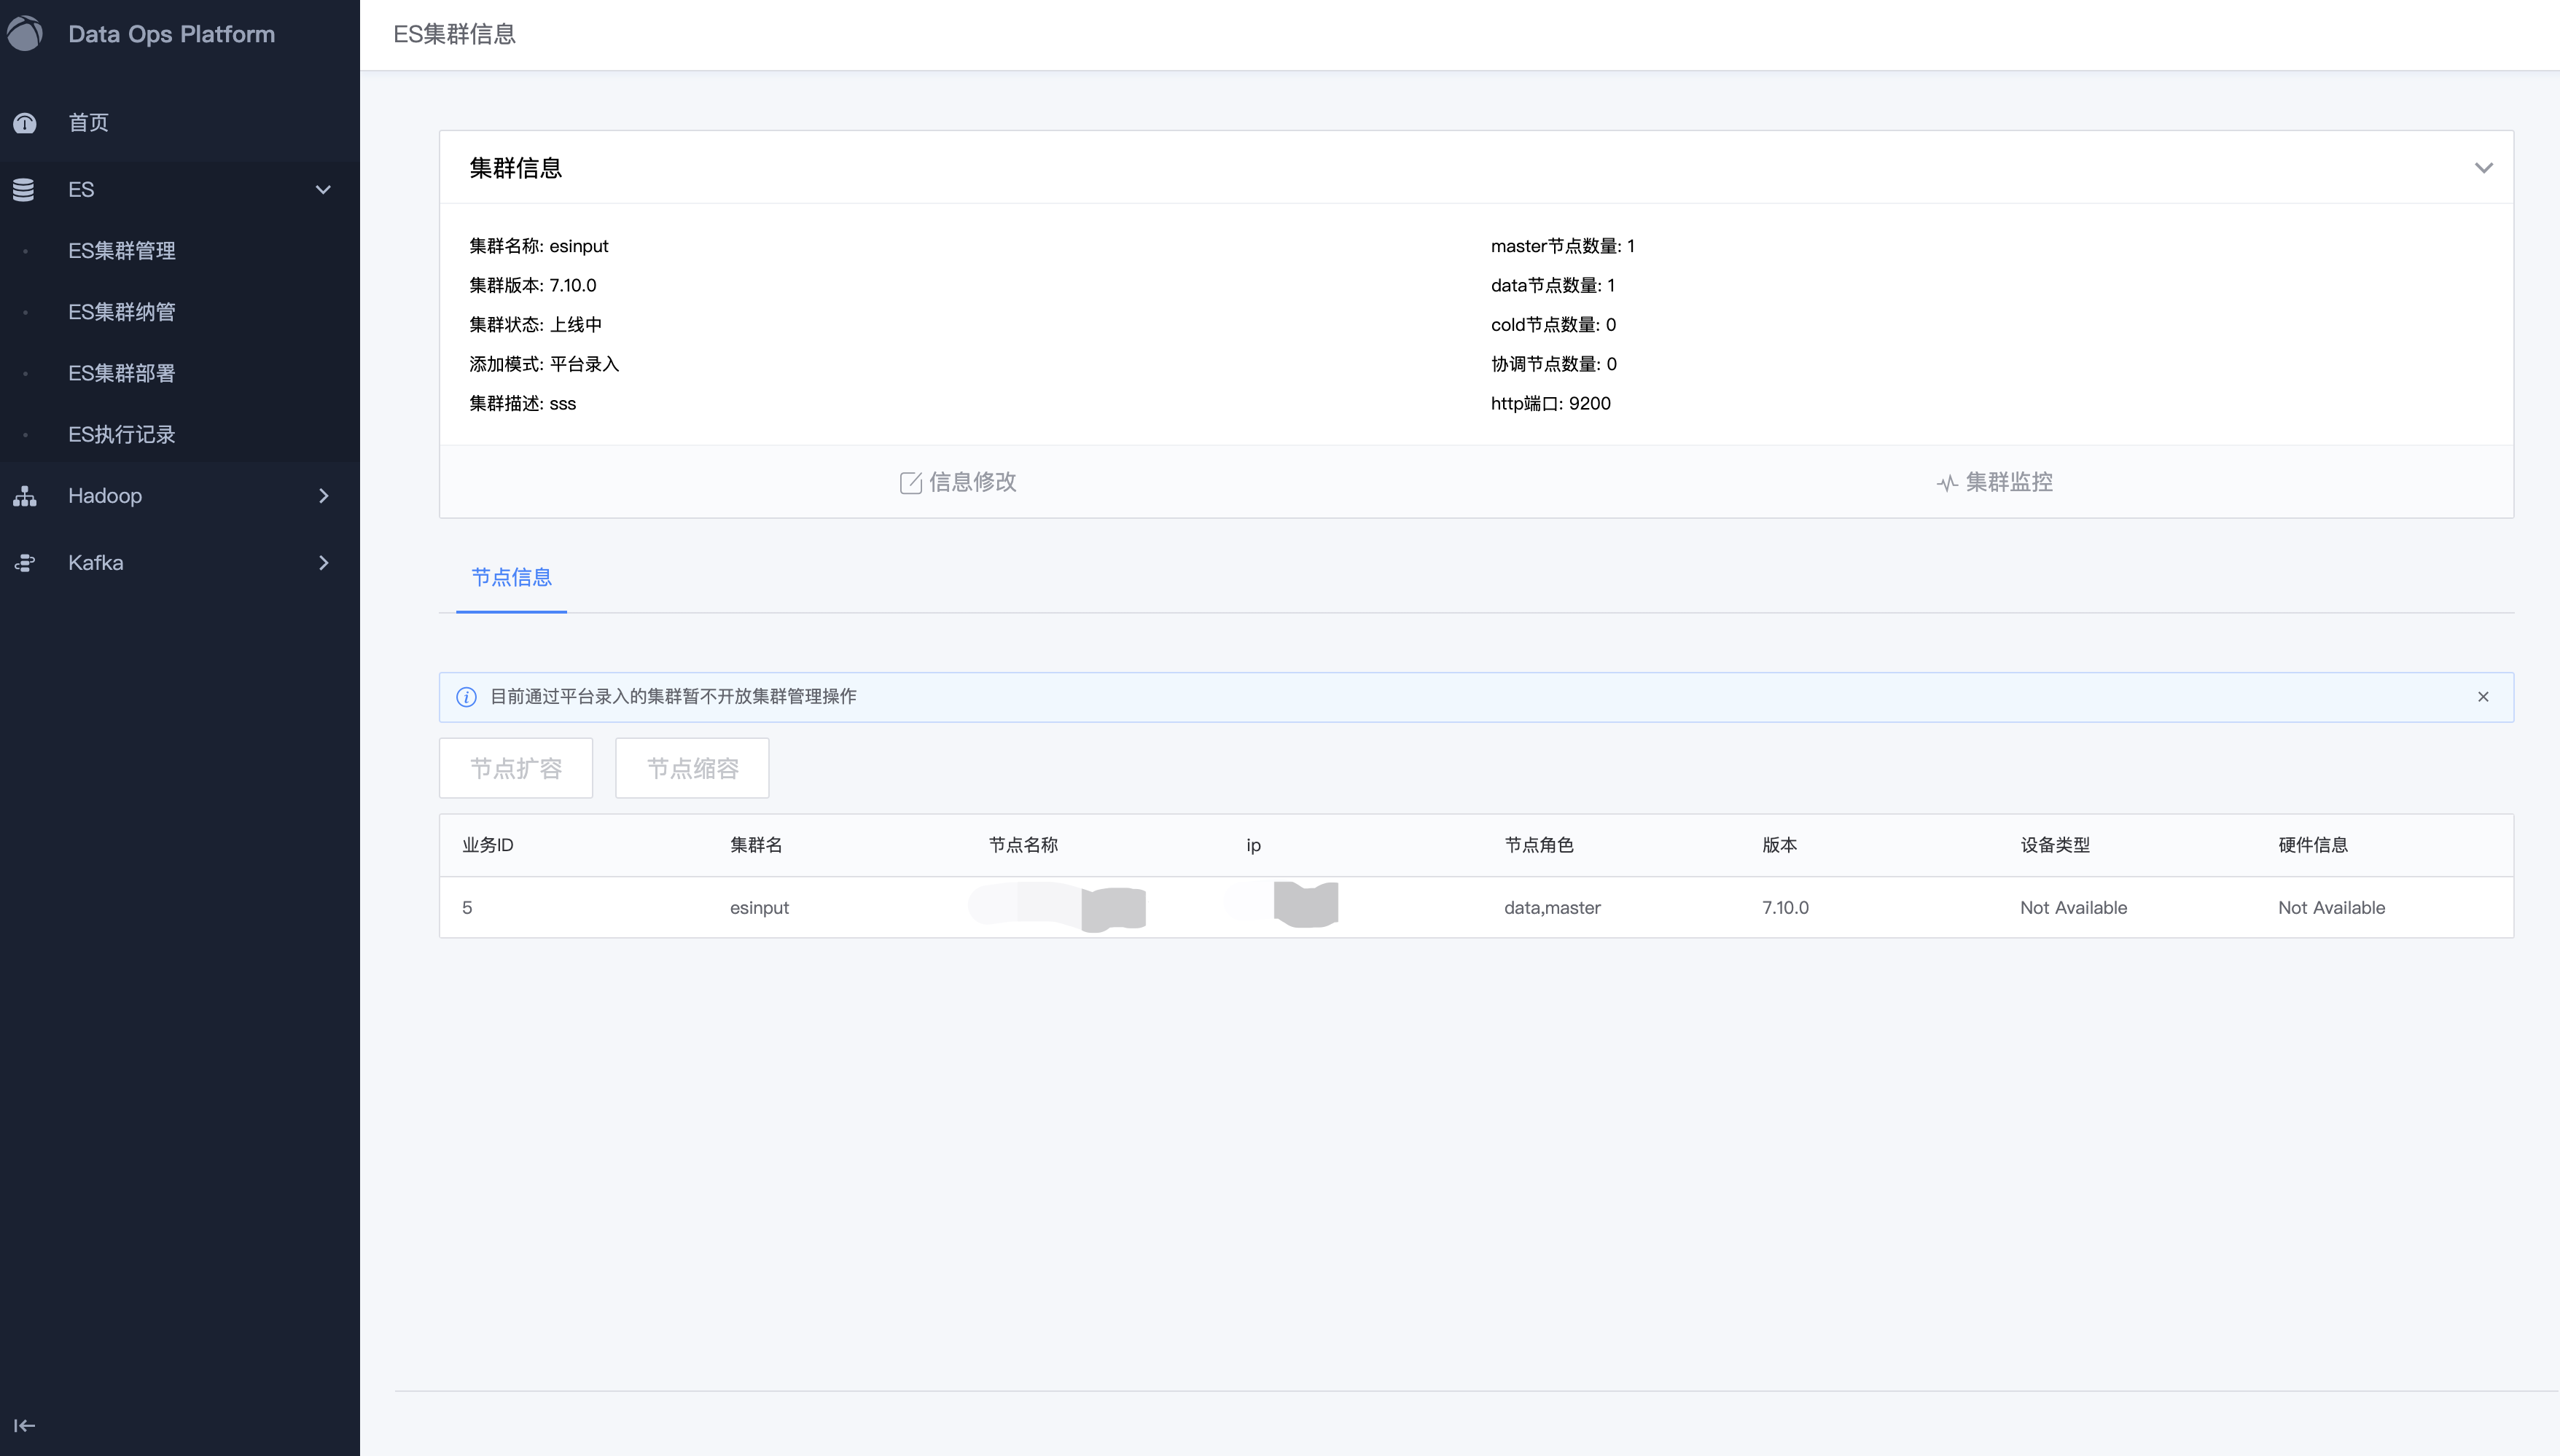 Data Ops Platform
首页
ES
ES集群管理
ES集群纳管
ES集群部署
ES执行记录
Hadoop
Kafka
ES集群信息
集群信息
集群名称: esinput
集群版本: 7.10.0
集群状态: 上线中
添加模式: 平台录入
集群描述: sss
master节点数量: 1
data节点数量: 1
cold节点数量: 0
协调节点数量: 0
http端口: 9200
信息修改
集群监控
节点信息
目前通过平台录入的集群暂不开放集群管理操作
节点扩容 节点缩容
业务ID 集群名 节点名称 ip 节点角色 版本 设备类型 硬件信息
5 esinput data,master 7.10.0 Not Available Not Available